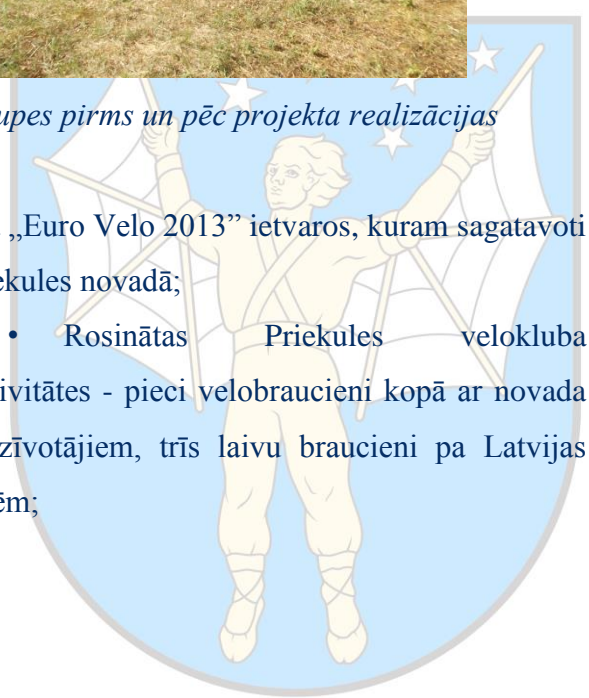 upes pirms un pēc projekta realizācijas
„Euro Velo 2013” ietvaros, kuram sagatavoti
ekules novadā;
• Rosinātas Priekules velokluba
ivitātes - pieci velobraucieni kopā ar novada
zīvotājiem, trīs laivu braucieni pa Latvijas
ēm;